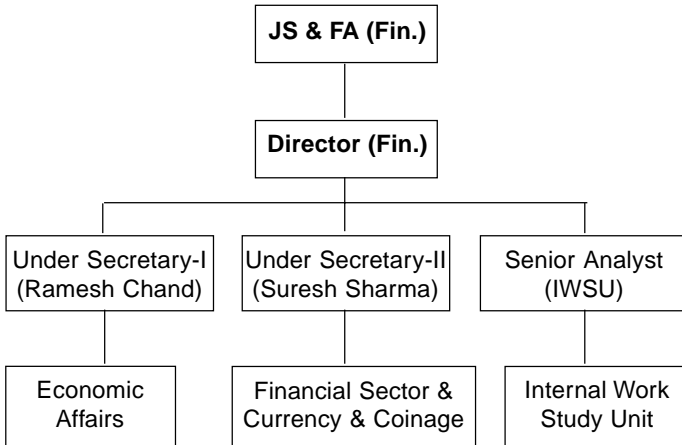 JS & FA (Fin.)
Director (Fin.)
Under Secretary-I
(Ramesh Chand)
Under Secretary-II
(Suresh Sharma)
Senior Analyst
(IWSU)
Economic
Affairs
Financial Sector &
Currency & Coinage
Internal Work
Study Unit